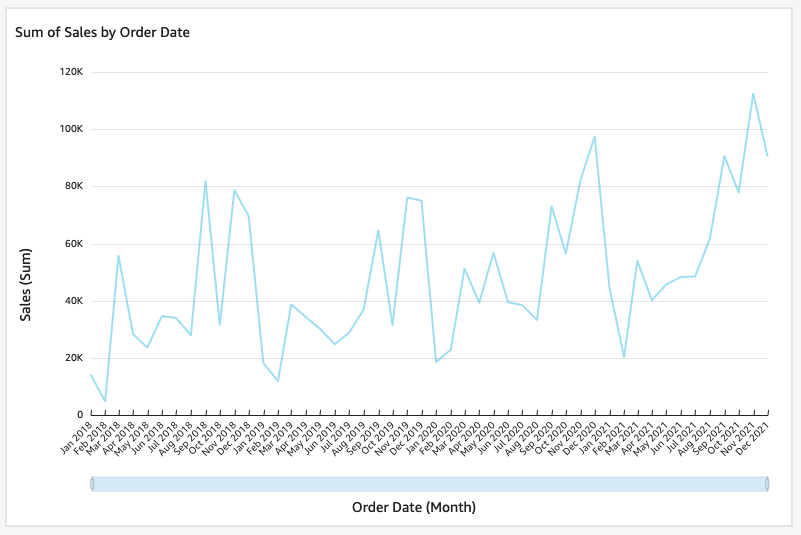 Sum of Sales by Order Date
120K
100K
80K
60K
40K
20K
0
Sales (Sum)
Jan 2018
Feb 2018
Mar 2018
Apr 2018
May 2018
Jun 2018
Jul 2018
Aug 2018
Sep 2018
Oct 2018
Nov 2018
Dec 2018
Jan 2019
Feb 2019
Mar 2019
Apr 2019
May 2019
Jun 2019
Jul 2019
Aug 2019
Sep 2019
Oct 2019
Nov 2019
Dec 2019
Jan 2020
Feb 2020
Mar 2020
Apr 2020
May 2020
Jun 2020
Jul 2020
Aug 2020
Sep 2020
Oct 2020
Nov 2020
Dec 2020
Jan 2021
Feb 2021
Mar 2021
Apr 2021
May 2021
Jun 2021
Jul 2021
Aug 2021
Sep 2021
Oct 2021
Nov 2021
Dec 2021
Order Date (Month)